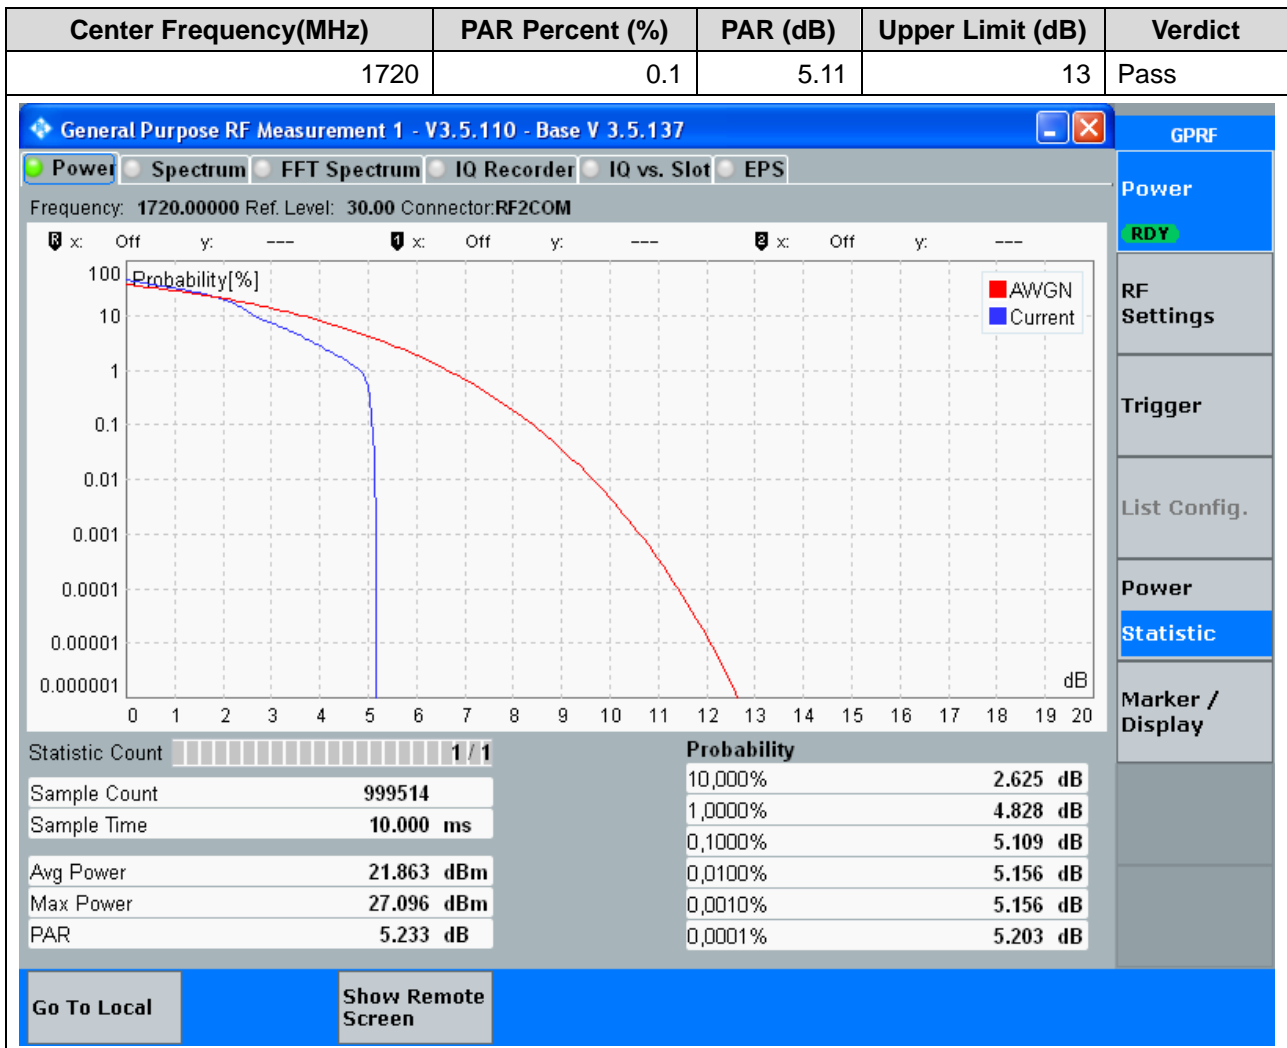 Center Frequency(MHz) PAR Percent (%) PAR (dB) Upper Limit (dB) Verdict
1720 0.1 5.11 13 Pass
General Purpose RF Measurement 1 - V3.5.110 - Base V 3.5.137
GPRF
Power Spectrum FFT Spectrum IQ Recorder IQ vs. Slot EPS
Power
RDY
Frequency: 1720.00000 Ref. Level: 30.00 Connector:RF2COM
R x: Off y: --- 1 x: Off y: --- 2 x: Off y: ---
Probability[%]
AWGN
Current
100
10
1
0.1
0.01
0.001
0.0001
0.00001
0.000001
dB
0 1 2 3 4 5 6 7 8 9 10 11 12 13 14 15 16 17 18 19 20
RF
Settings
Trigger
List Config.
Power
Statistic
Marker /
Display
Statistic Count 1 / 1
Sample Count 999514
Sample Time 10.000 ms
Avg Power 21.863 dBm
Max Power 27.096 dBm
PAR 5.233 dB
Probability
10,000% 2.625 dB
1,0000% 4.828 dB
0,1000% 5.109 dB
0,0100% 5.156 dB
0,0010% 5.156 dB
0,0001% 5.203 dB
Go To Local
Show Remote
Screen